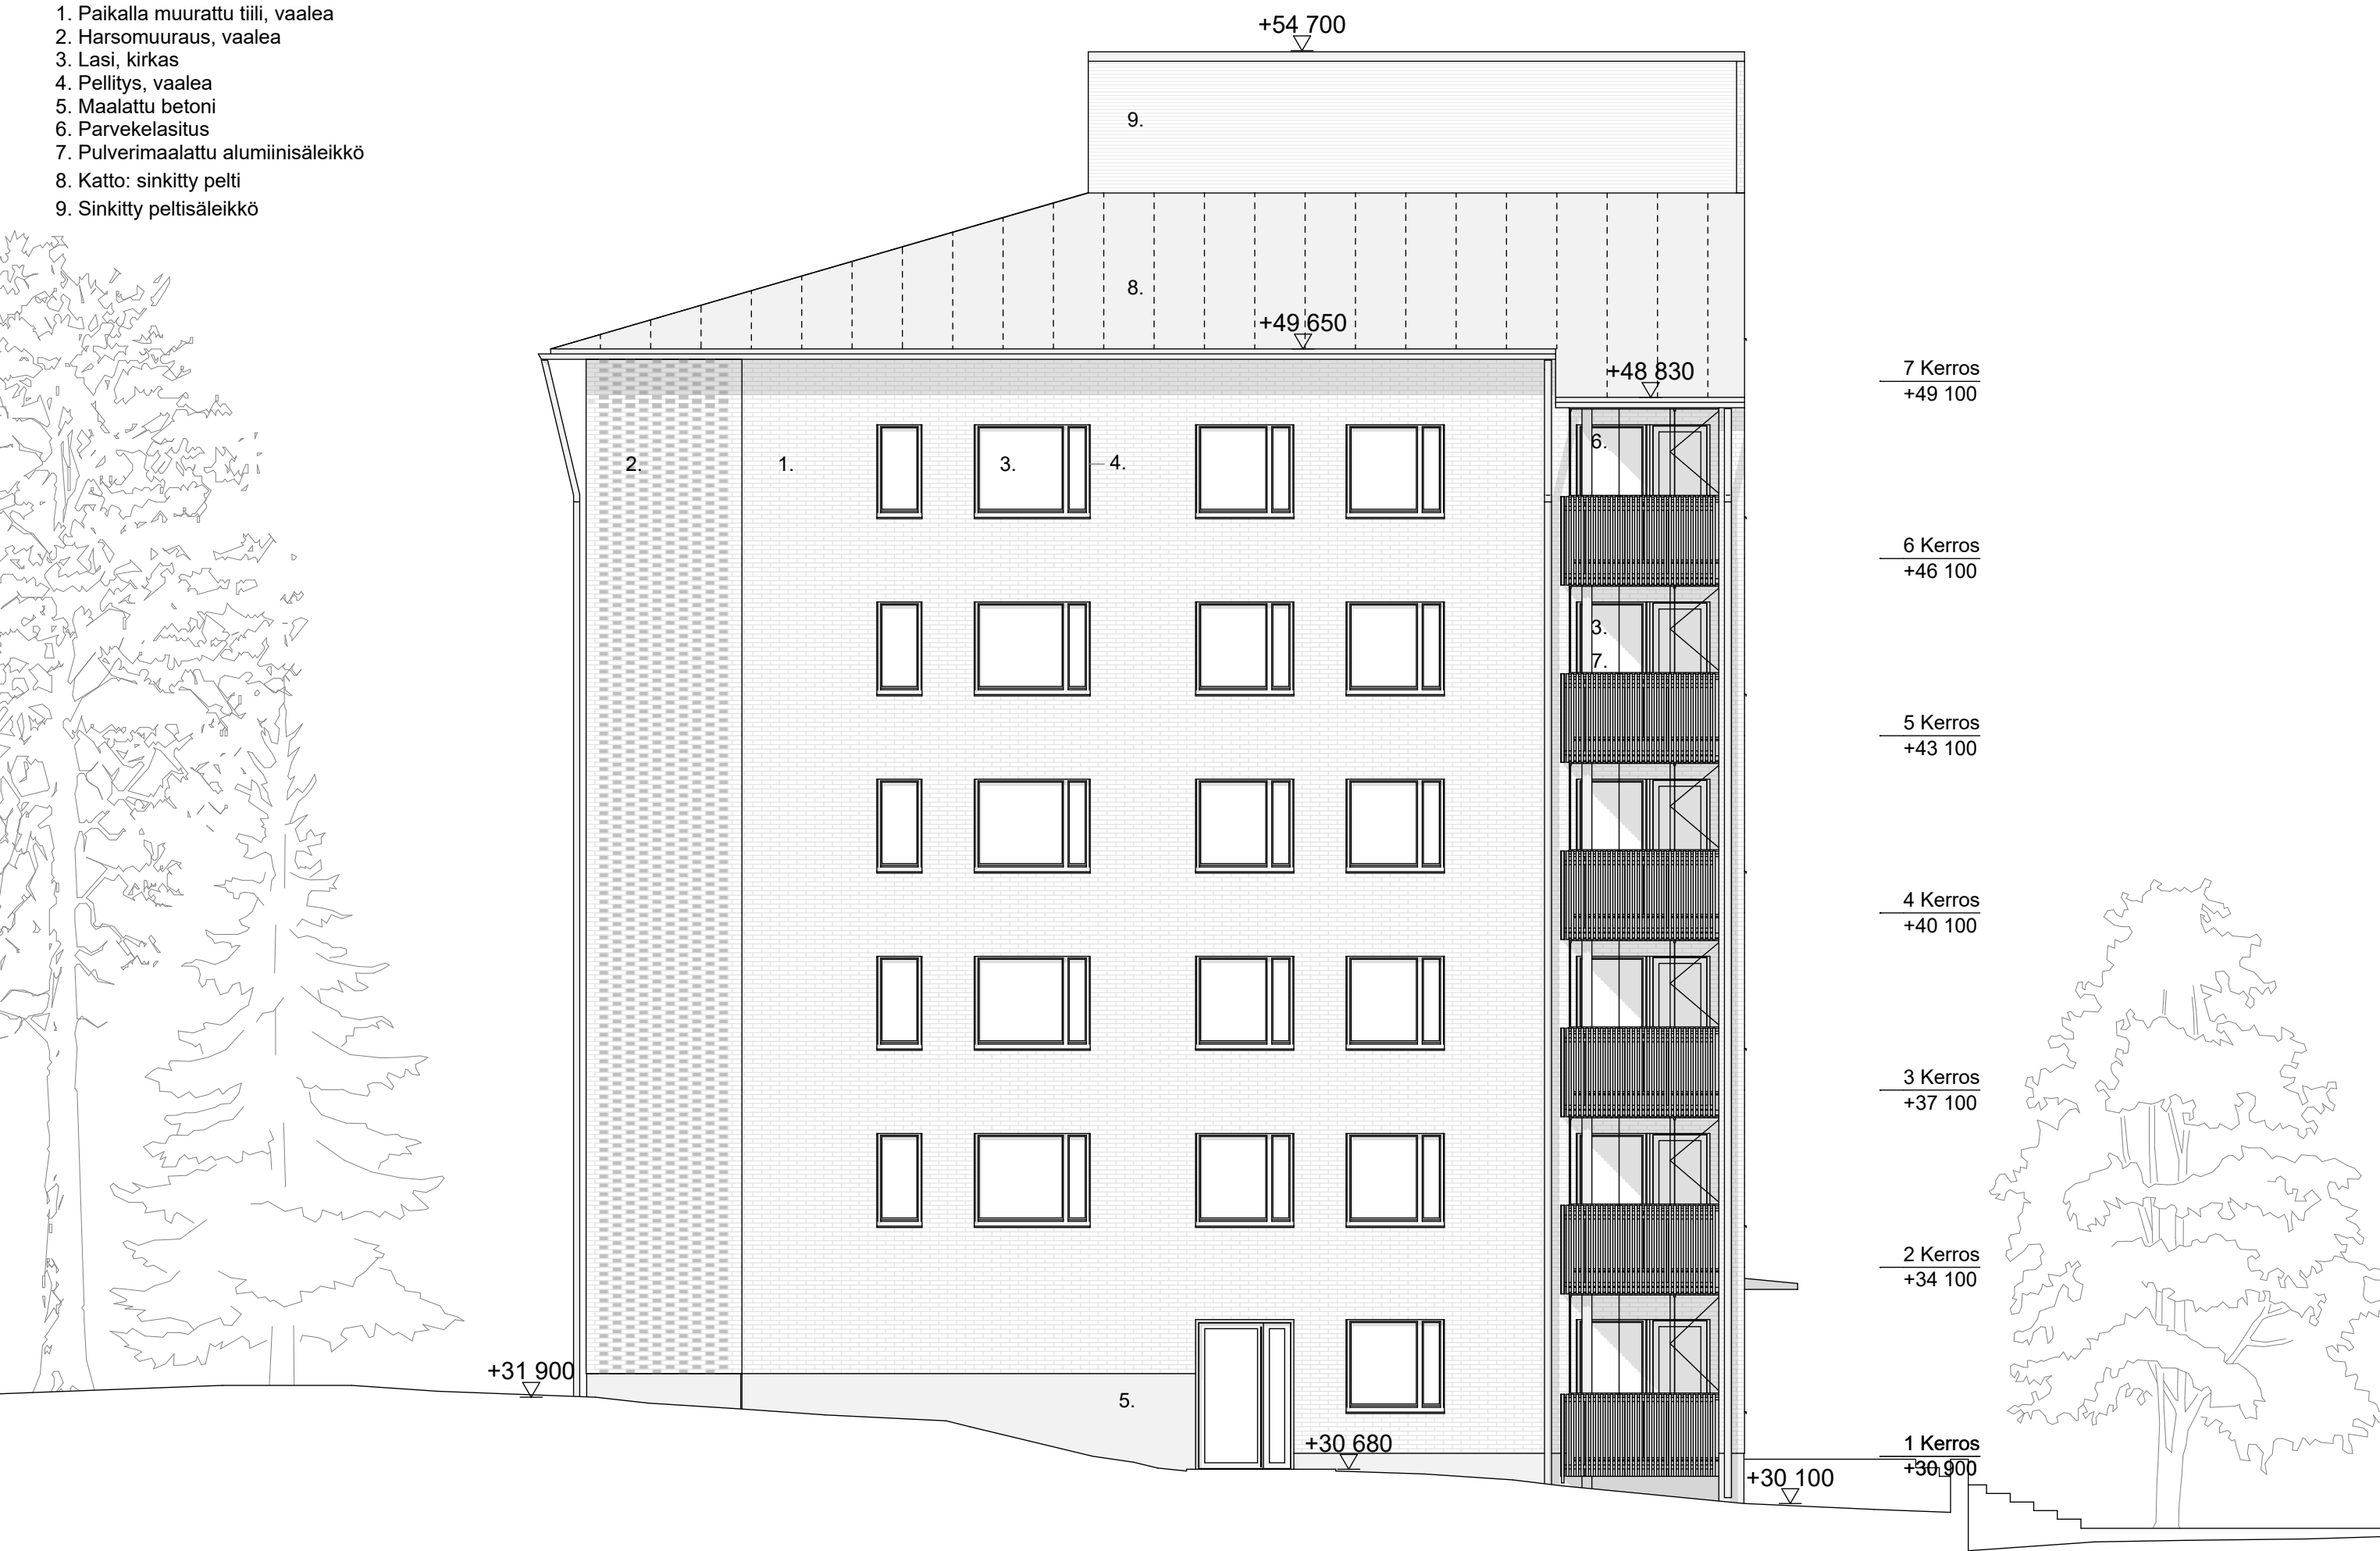 1. Paikalla muurattu tiili, vaalea
2. Harsomuuraus, vaalea
3. Lasi, kirkas
4. Pellitys, vaalea
5. Maalattu betoni
6. Parvekelasitus
7. Pulverimaalattu alumiinisäleikkö
8. Katto: sinkitty pelti
9. Sinkitty peltisäleikkö
+54 700
9.
8.
+49 650
+48 830
7 Kerros
+49 100
6.
2.
1.
3.
4.
6 Kerros
+46 100
3.
7.
5 Kerros
+43 100
4 Kerros
+40 100
3 Kerros
+37 100
2 Kerros
+34 100
+31 900
5.
+30 680
1 Kerros
+30 900
+30 100